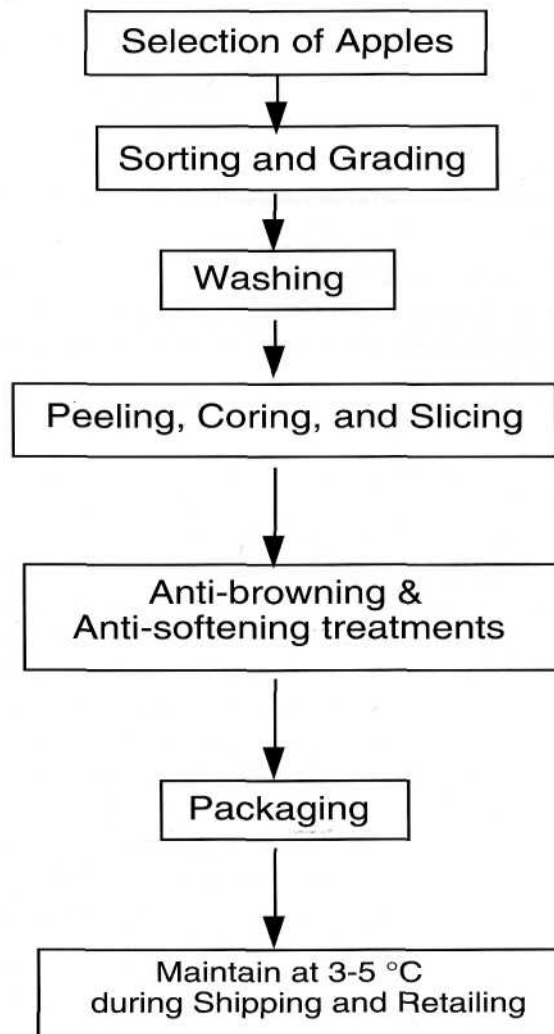 Selection of Apples
Sorting and Grading
Washing
Peeling, Coring, and Slicing
Anti-browning &
Anti-softening treatments
Packaging
Maintain at 3-5 °C
during Shipping and Retailing